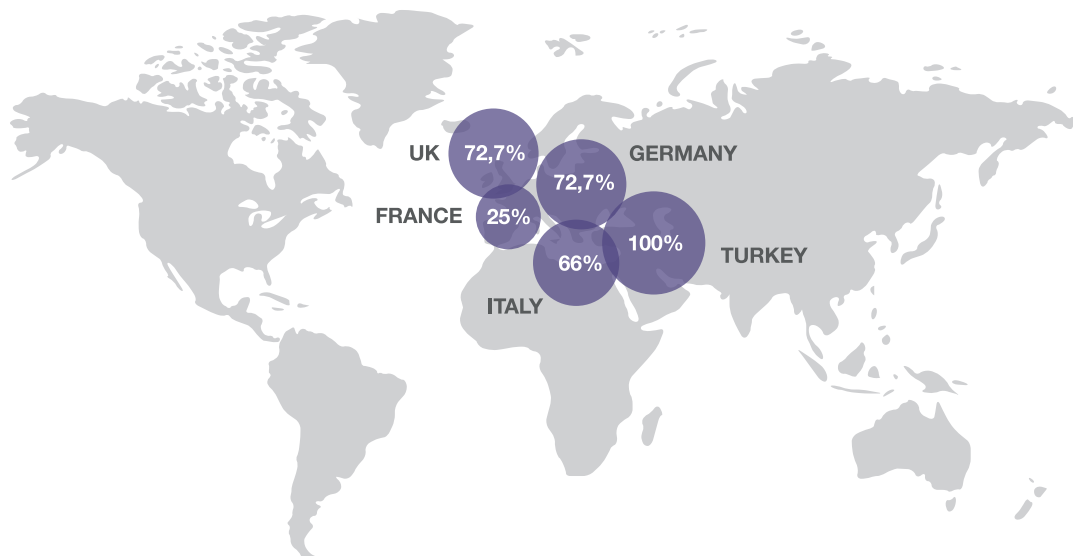 UK
72,7%
GERMANY
72,7%
FRANCE
25%
100%
TURKEY
66%
ITALY